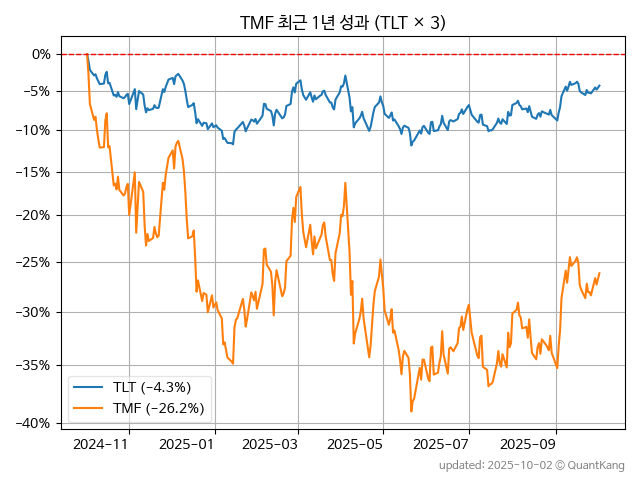 TMF 최근 1년 성과 (TLT × 3)
0%
−5%
−10%
−15%
−20%
−25%
−30%
−35%
−40%
TLT (−4.3%)
TMF (−26.2%)
2024−11 2025−01 2025−03 2025−05 2025−07 2025−09
updated: 2025-10-02 © QuantKang